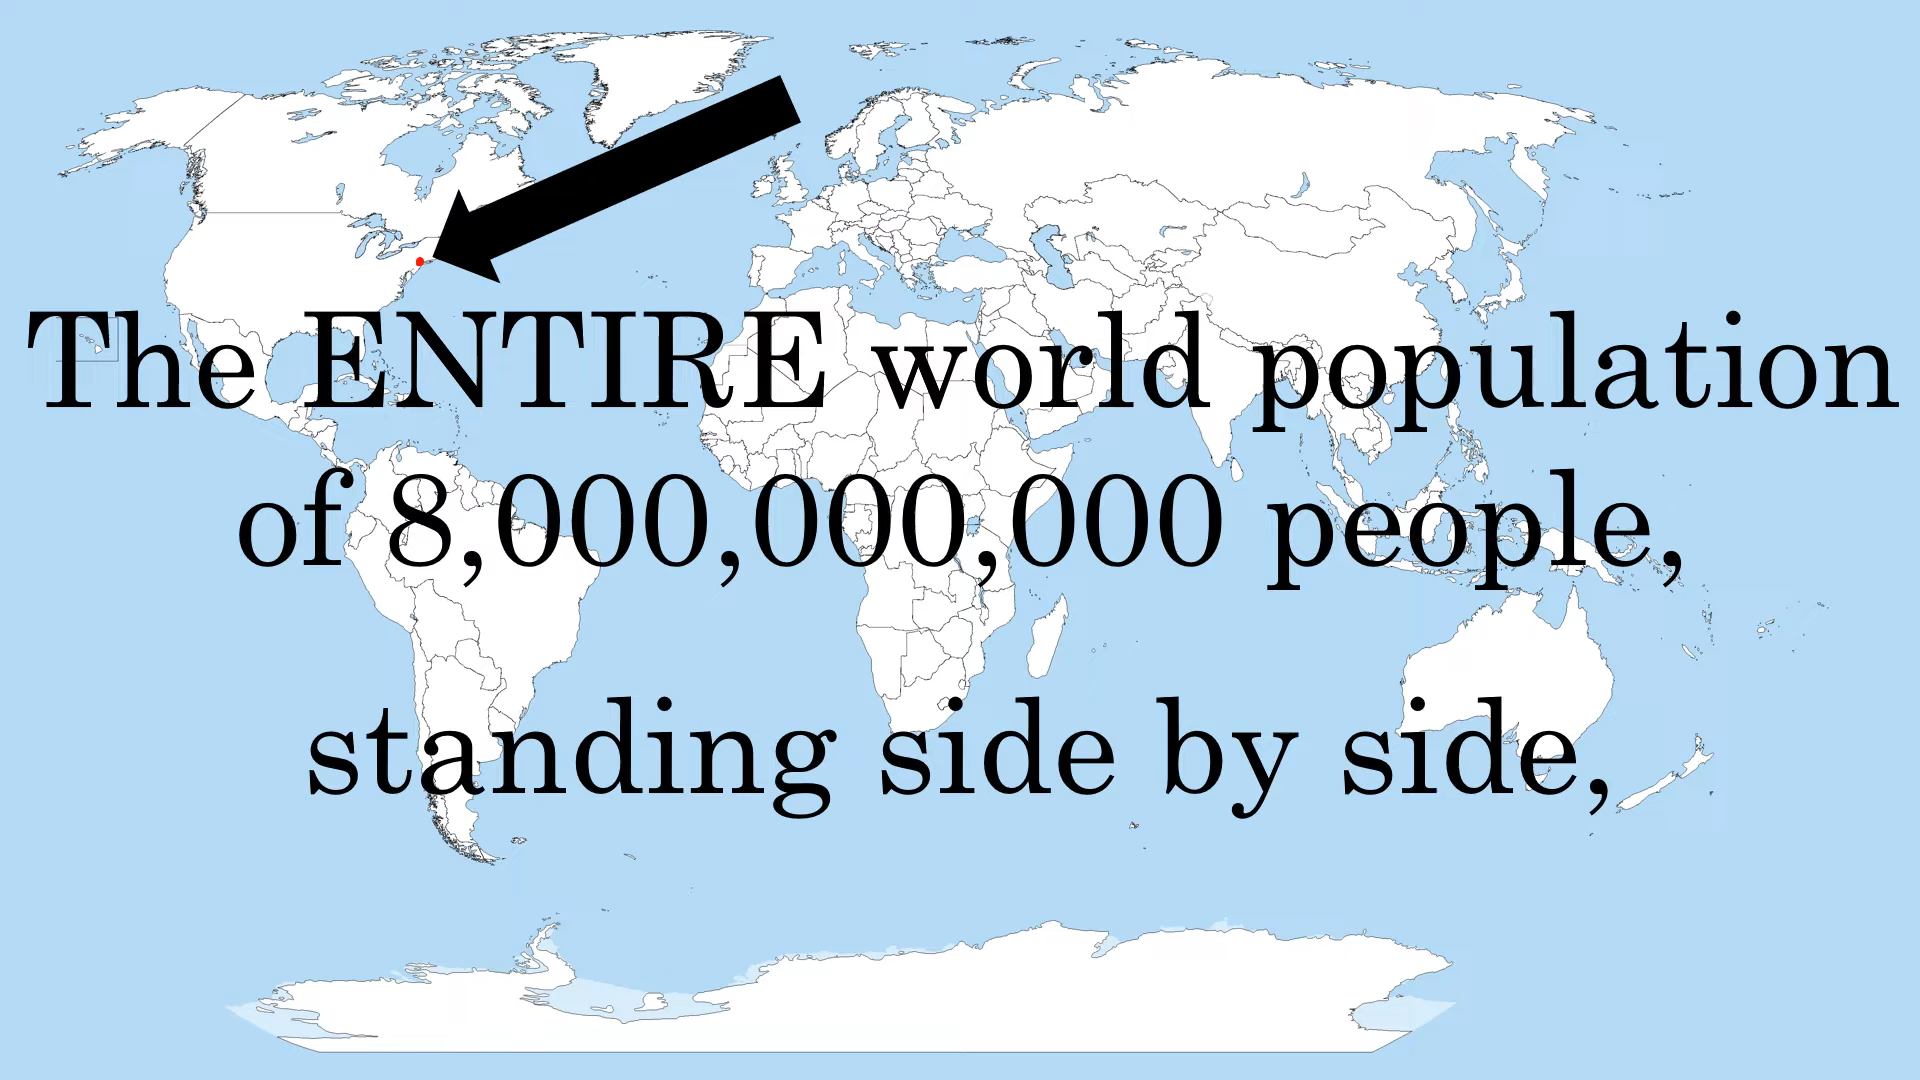 The ENTIRE world population
of 8,000,000,000 people,
standing side by side,